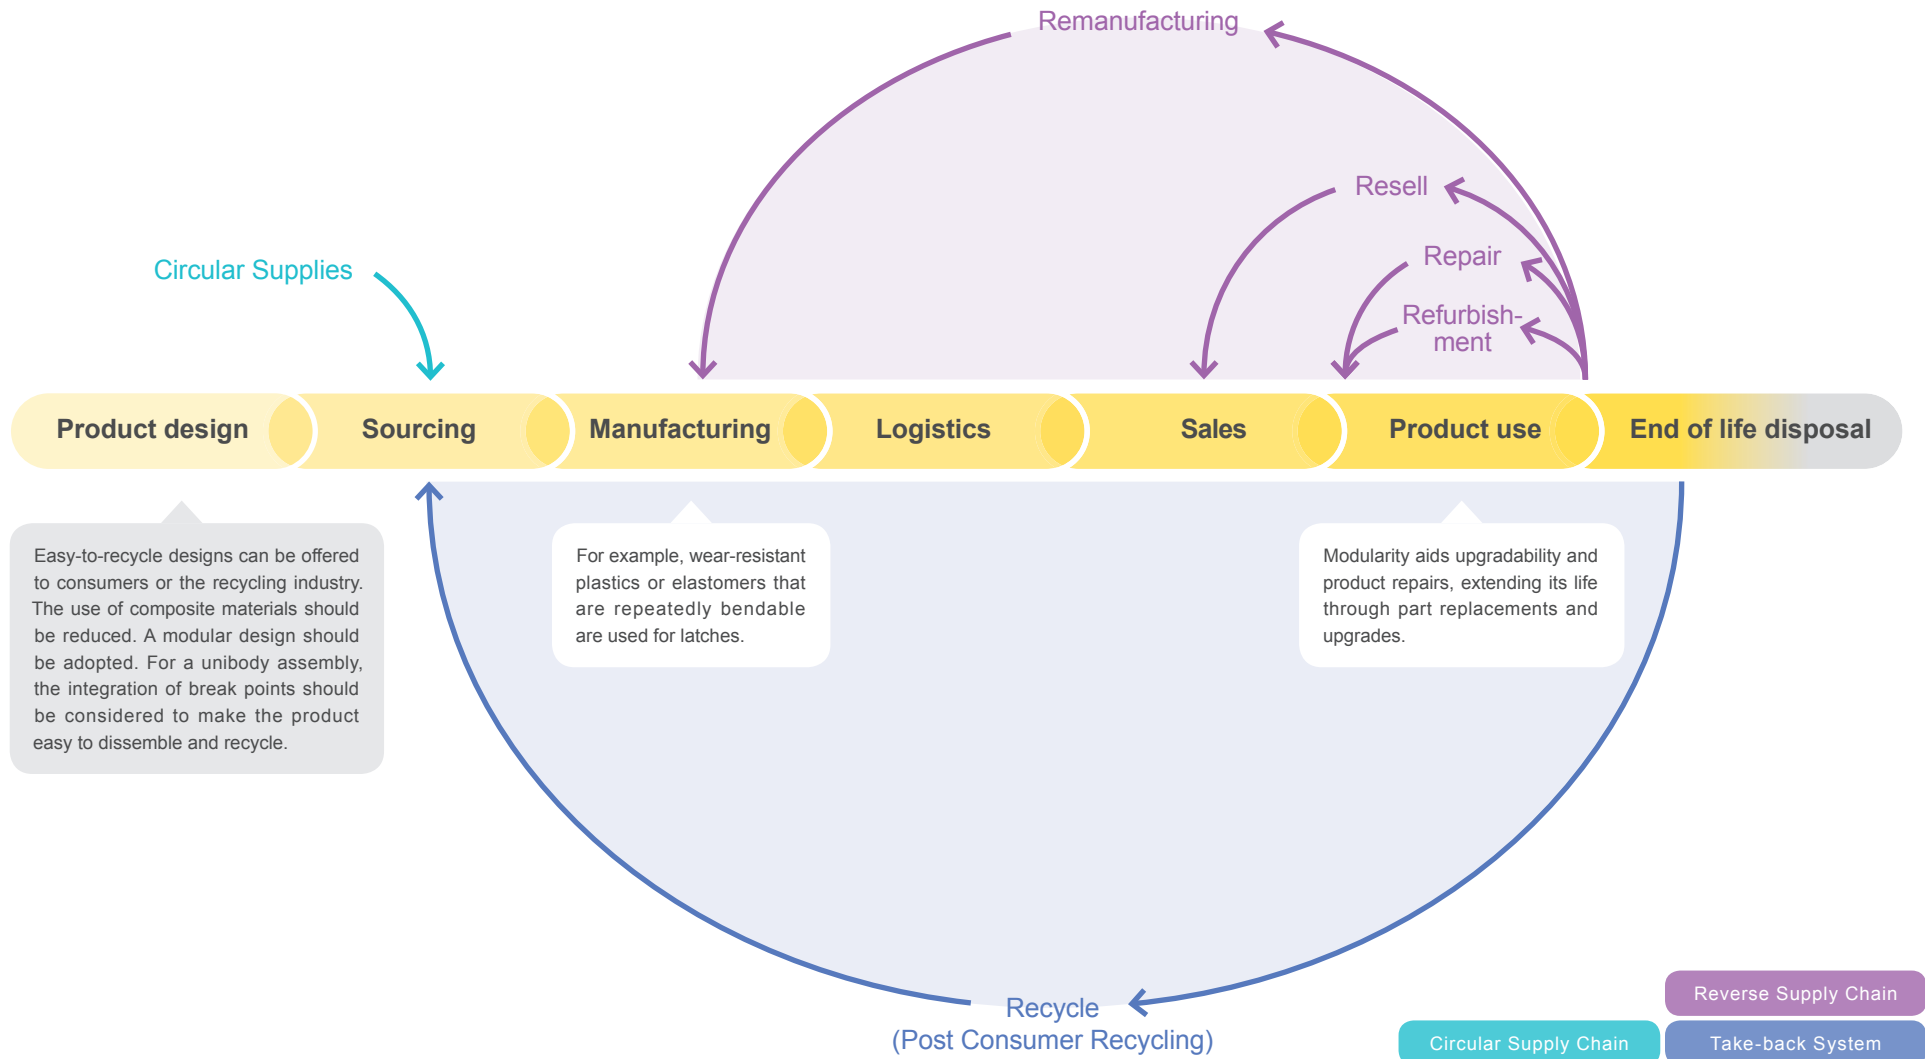 Remanufacturing
Resell
Repair
Refurbish-
ment
Circular Supplies
Product design
Sourcing
Manufacturing
Logistics
Sales
Product use
End of life disposal
Easy-to-recycle designs can be offered
to consumers or the recycling industry.
The use of composite materials should
be reduced. A modular design should
be adopted. For a unibody assembly,
the integration of break points should
be considered to make the product
easy to dissemble and recycle.
For example, wear-resistant
plastics or elastomers that
are repeatedly bendable
are used for latches.
Modularity aids upgradability and
product repairs, extending its life
through part replacements and
upgrades.
Recycle
(Post Consumer Recycling)
Reverse Supply Chain
Circular Supply Chain
Take-back System